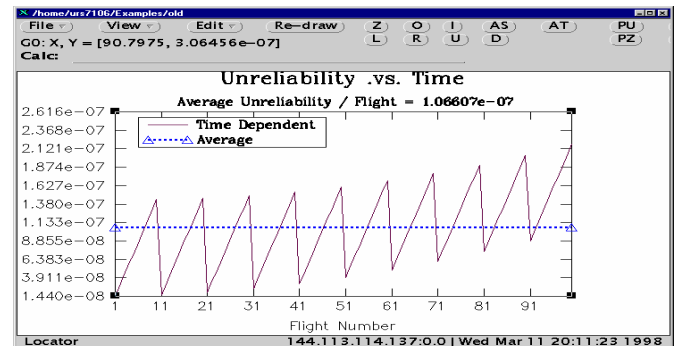 X /home/urs7106/Examples/old
File View Edit Re-draw Z O I AS AT PU
G0: X, Y = [90.7975, 3.06456e-07] L R U D PZ
Calc:
Unreliability .vs. Time
Average Unreliability / Flight = 1.06607e-07
Time Dependent
Average
2.616e-07
2.368e-07
2.121e-07
1.874e-07
1.627e-07
1.380e-07
1.133e-07
8.855e-08
6.383e-08
3.911e-08
1.440e-08
1 11 21 31 41 51 61 71 81 91
Flight Number
Locator 144.113.114.137:0.0 | Wed Mar 11 20:11:23 1998